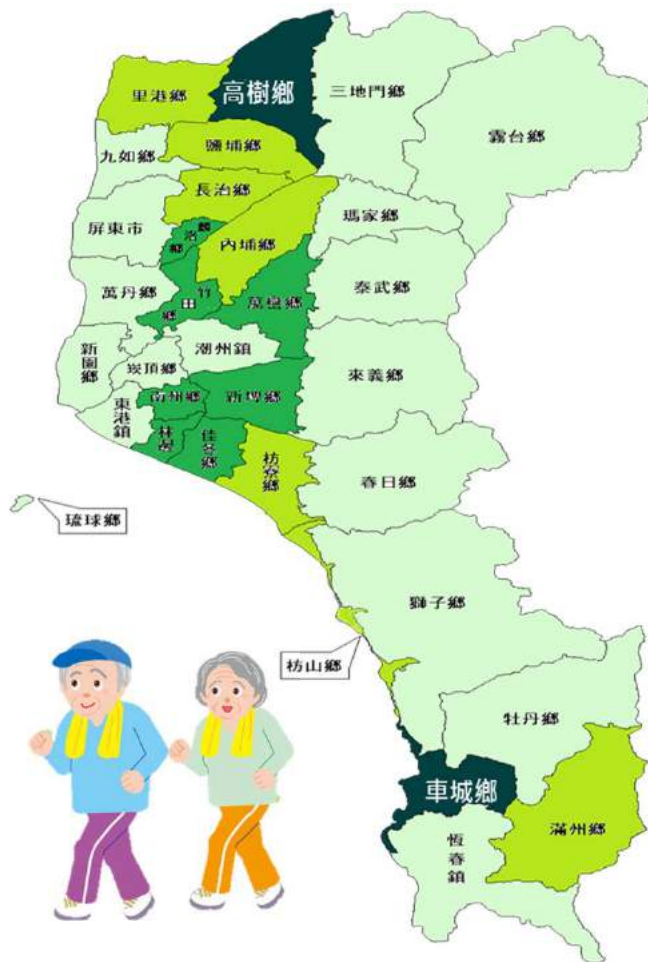 高樹鄉
里港鄉
三地門鄉
霧台鄉
鹽埔鄉
九如鄉
長治鄉
瑪家鄉
屏東市
麟洛鄉
內埔鄉
泰武鄉
萬丹鄉
竹田鄉
萬巒鄉
潮州鎮
新園鄉
崁頂鄉
來義鄉
南州鄉
新埤鄉
東港鎮
林邊
佳冬鄉
枋寮鄉
春日鄉
琉球鄉
獅子鄉
枋山鄉
牡丹鄉
車城鄉
滿州鄉
恆春鎮